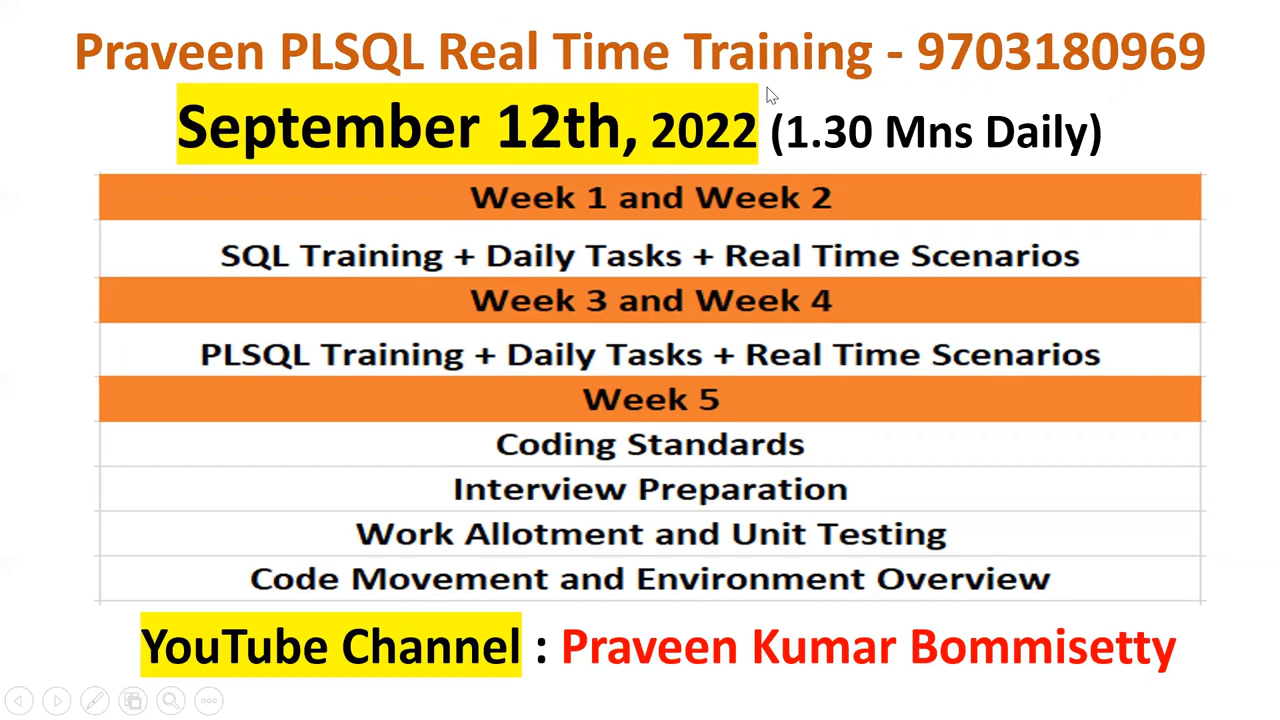 Praveen PLSQL Real Time Training - 9703180969
September 12th, 2022 (1.30 Mns Daily)
Week 1 and Week 2
SQL Training + Daily Tasks + Real Time Scenarios
Week 3 and Week 4
PLSQL Training + Daily Tasks + Real Time Scenarios
Week 5
Coding Standards
Interview Preparation
Work Allotment and Unit Testing
Code Movement and Environment Overview
YouTube Channel : Praveen Kumar Bommisetty